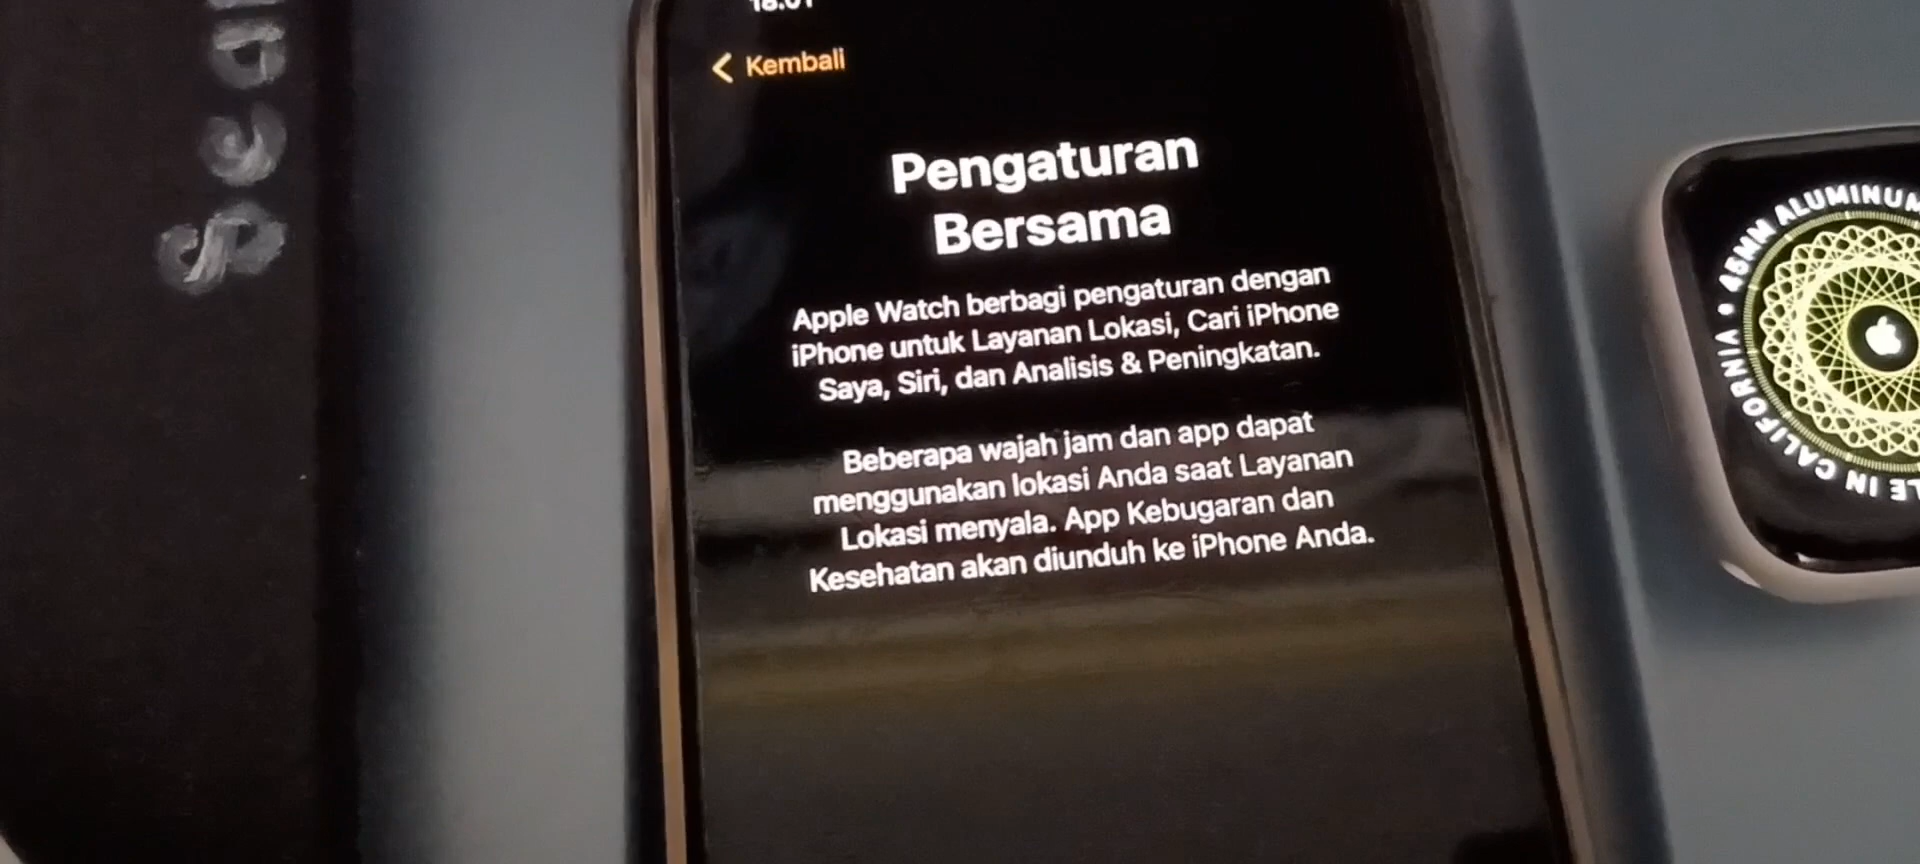 Kembali
Pengaturan
Bersama
Apple Watch berbagi pengaturan dengan
iPhone untuk Layanan Lokasi, Cari iPhone
Saya, Siri, dan Analisis & Peningkatan.
Beberapa wajah jam dan app dapat
menggunakan lokasi Anda saat Layanan
Lokasi menyala. App Kebugaran dan
Kesehatan akan diunduh ke iPhone Anda.
CALIFORNIA • 45MM ALUMINUM
IN